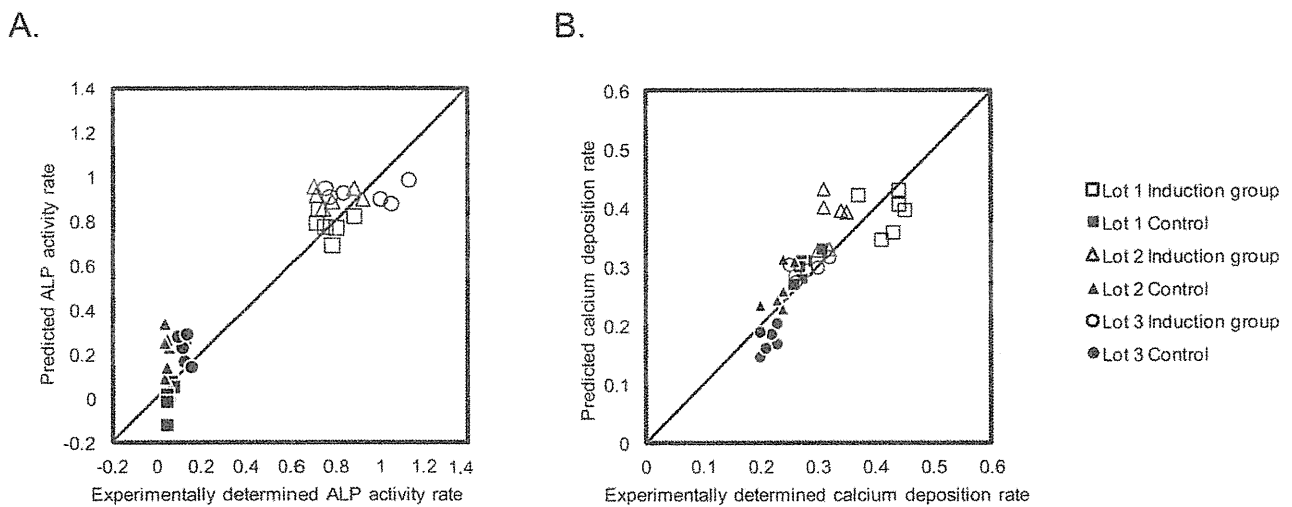 A.
B.
1.4
1.2
1
0.8
0.6
0.4
0.2
0
-0.2
Predicted ALP activity rate
-0.2 0 0.2 0.4 0.6 0.8 1 1.2 1.4
Experimentally determined ALP activity rate
0.6
0.5
0.4
0.3
0.2
0.1
0
Predicted calcium deposition rate
0 0.1 0.2 0.3 0.4 0.5 0.6
Experimentally determined calcium deposition rate
Lot 1 Induction group
Lot 1 Control
Lot 2 Induction group
Lot 2 Control
Lot 3 Induction group
Lot 3 Control